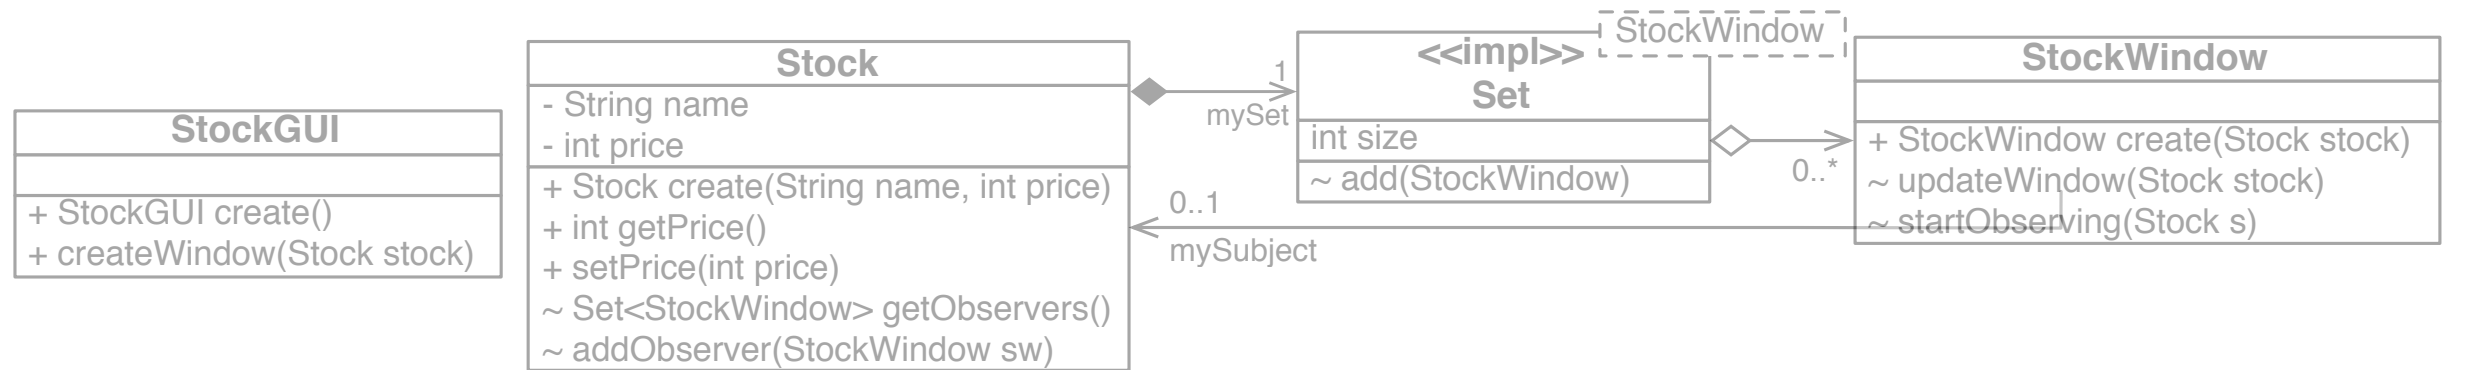 StockGUI
+ StockGUI create()
+ createWindow(Stock stock)
Stock
- String name
- int price
+ Stock create(String name, int price)
+ int getPrice()
+ setPrice(int price)
~ Set<StockWindow> getObservers()
~ addObserver(StockWindow sw)
1
mySet
0..1
mySubject
StockWindow
<<impl>>
Set
int size
~ add(StockWindow)
0..*
StockWindow
+ StockWindow create(Stock stock)
~ updateWindow(Stock stock)
~ startObserving(Stock s)